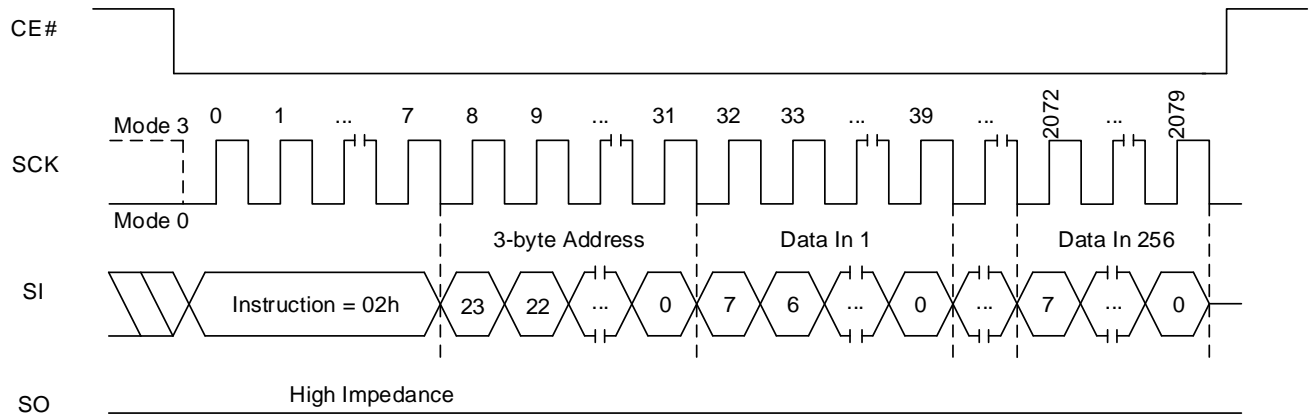 CE#
0 1 ... 7 8 9 ... 31 32 33 ... 39 ... 2072 ... 2079
Mode 3
SCK
Mode 0
3-byte Address Data In 1 Data In 256
SI
Instruction = 02h 23 22 ... 0 7 6 ... 0 ... 7 ... 0
High Impedance
SO